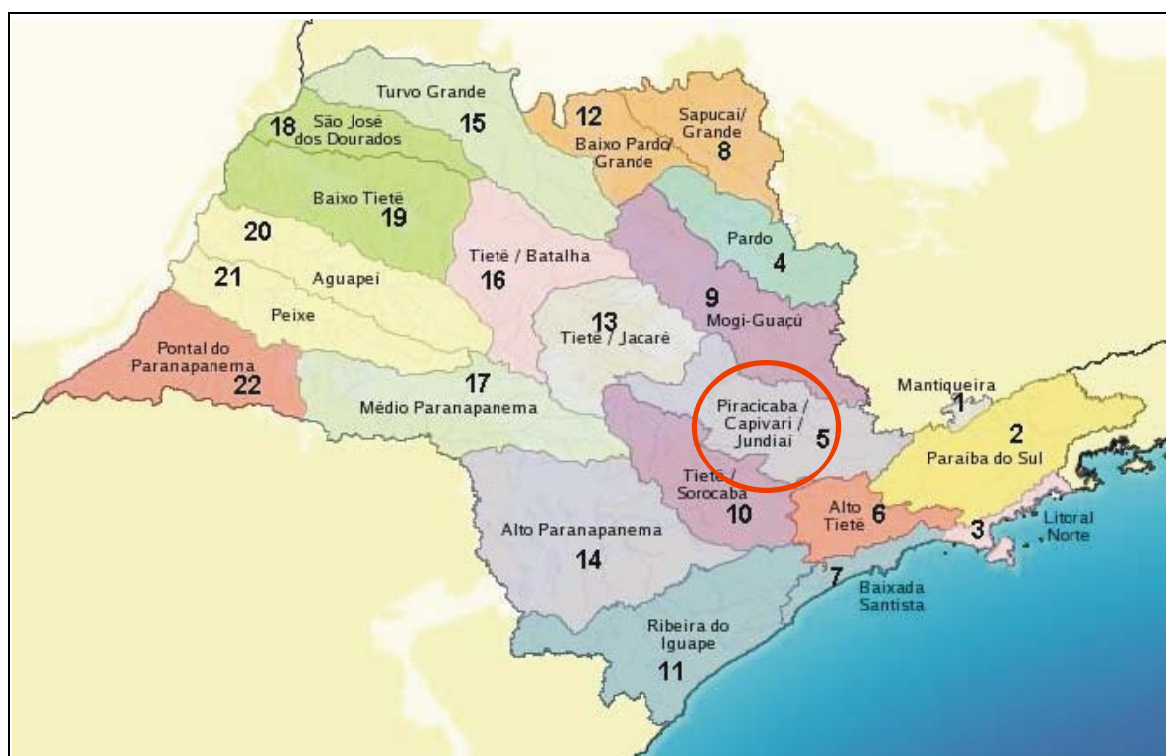 Turvo Grande
15
18
São José
dos Dourados
12
Baixo Pardo/
Grande
Sapucaí/
Grande
8
Baixo Tietê
19
Pardo
4
20
Aguapeí
21
Peixe
Tietê / Batalha
16
9
Mogi-Guaçú
13
Tietê / Jacaré
Pontal do
Paranapanema
22
17
Médio Paranapanema
Piracicaba /
Capivari /
Jundiaí
5
Mantiqueira
1
2
Paraíba do Sul
Tietê /
Sorocaba
10
Alto
Tietê
6
3
Litoral
Norte
Alto Paranapanema
14
7
Baixada
Santista
Ribeira do
Iguape
11